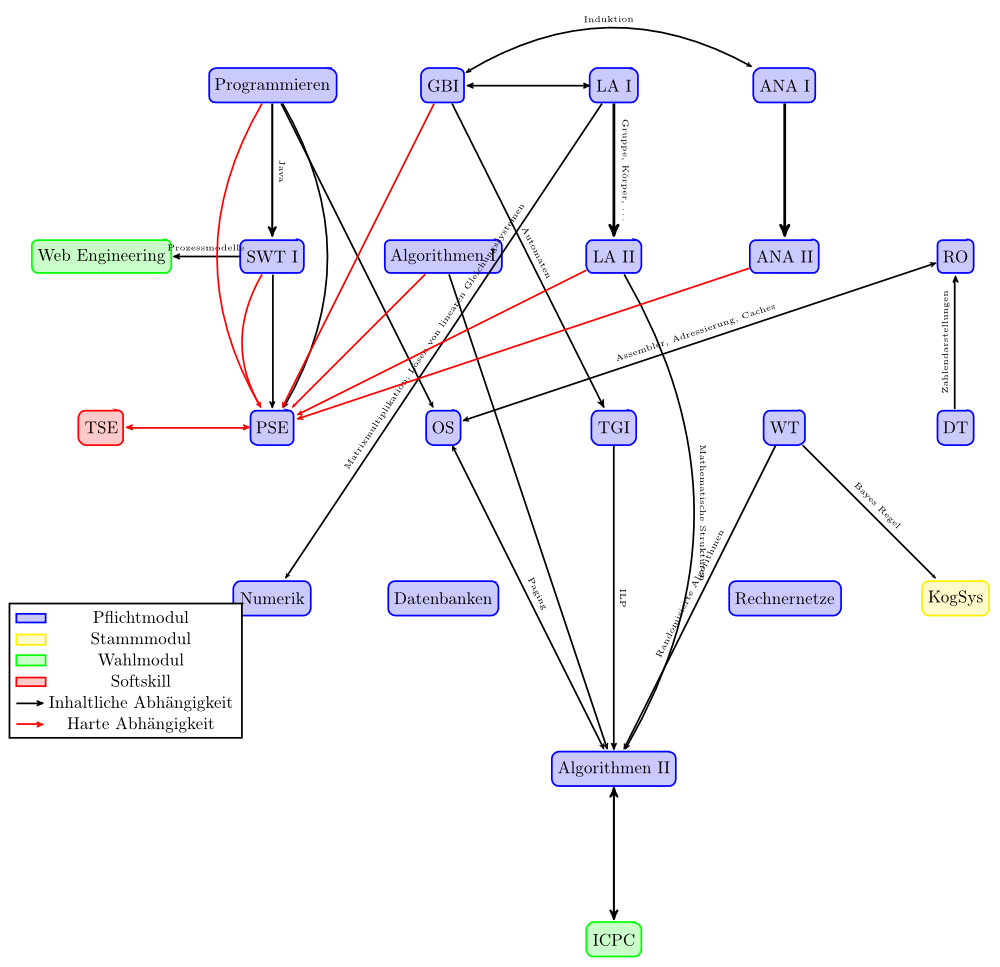 Induktion
Programmieren
GBI
LA I
ANA I
Java
Gruppe, Körper, ...
Automaten
Prozessmodelle
Web Engineering
SWT I
Algorithmen I
LA II
ANA II
RO
Matrixmultiplikation; Lösen von linearen Gleichungssystemen
Assembler, Adressierung, Caches
Zahlendarstellungen
TSE
PSE
OS
TGI
WT
DT
Mathematische Struktur
Bayes Regel
Randomisierte Algorithmen
Paging
ILP
Numerik
Datenbanken
Rechnernetze
KogSys
Pflichtmodul
Stammmodul
Wahlmodul
Softskill
Inhaltliche Abhängigkeit
Harte Abhängigkeit
Algorithmen II
ICPC